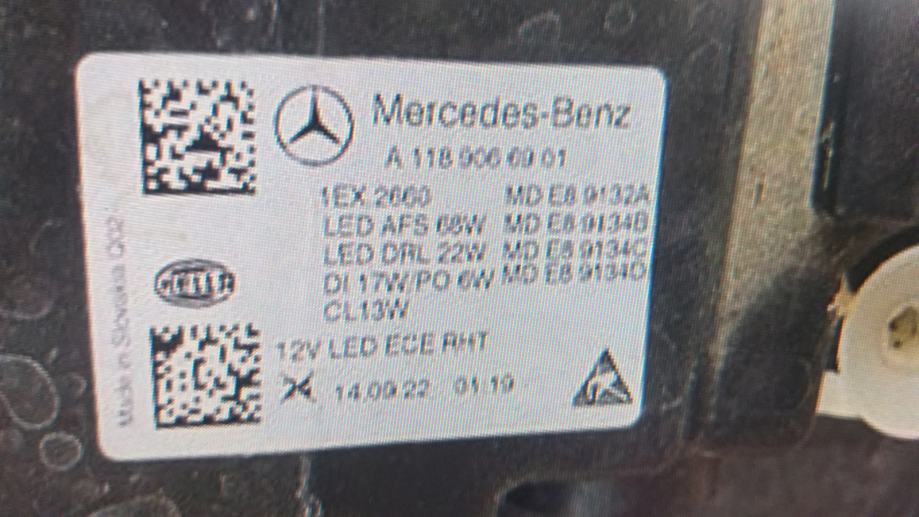 Mercedes-Benz
A 118 906 69 01
1EX 2660 MD E8 9132A
LED AFS 68W MD E8 9134B
LED DRL 22W MD E8 9134C
DI 17W/PO 6W MD E8 9134D
CL13W
HELLA
12V LED ECE RHT
14.09.22 01:19
Made in Slovakia